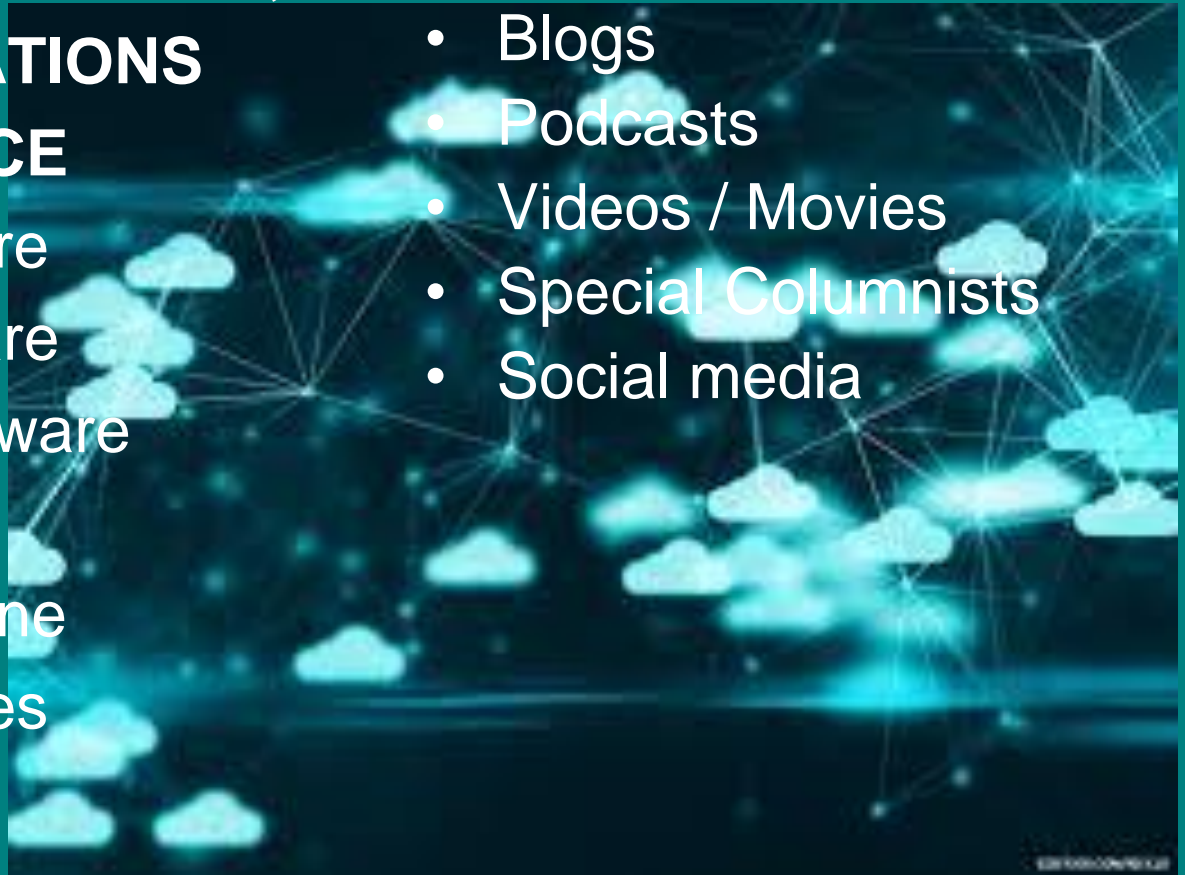 ATIONS
CE
re
re
ware
ne
es
• Blogs
• Podcasts
• Videos / Movies
• Special Columnists
• Social media